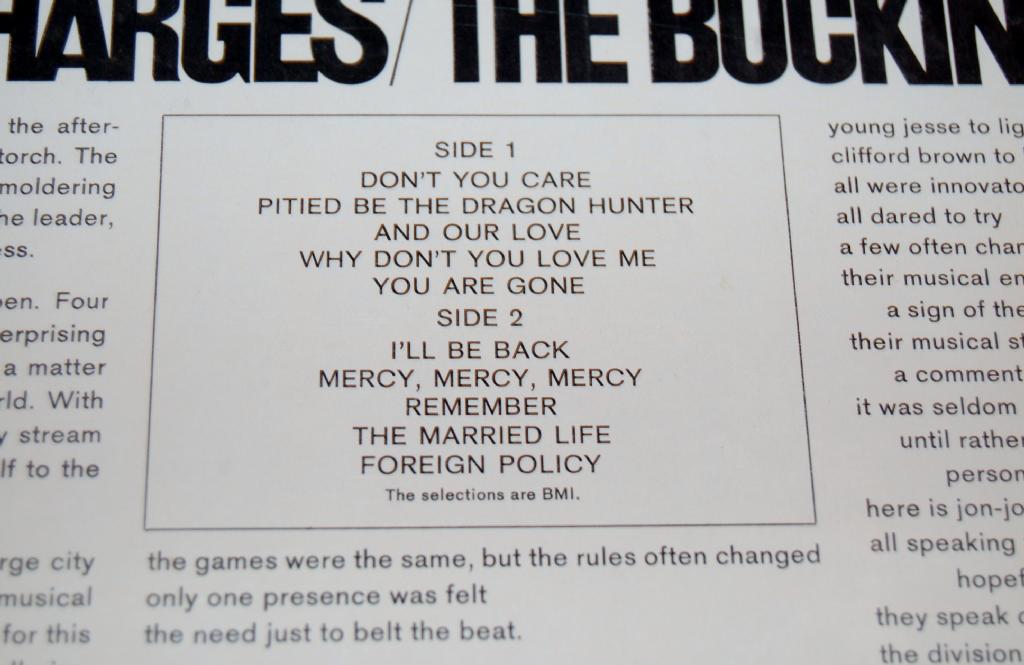 HARGES/THE BUCKIN
the after-
torch. The
moldering
he leader,
ess.
pen. Four
erprising
a matter
rld. With
y stream
lf to the
rge city
musical
for this
SIDE 1
DON'T YOU CARE
PITIED BE THE DRAGON HUNTER
AND OUR LOVE
WHY DON'T YOU LOVE ME
YOU ARE GONE
SIDE 2
I'LL BE BACK
MERCY, MERCY, MERCY
REMEMBER
THE MARRIED LIFE
FOREIGN POLICY
The selections are BMI.
the games were the same, but the rules often changed
only one presence was felt
the need just to belt the beat.
young jesse to lig
clifford brown to
all were innovato
all dared to try
a few often chan
their musical en
a sign of the
their musical st
a comment
it was seldom
until rather
person
here is jon-jo
all speaking
hopef
they speak
the division